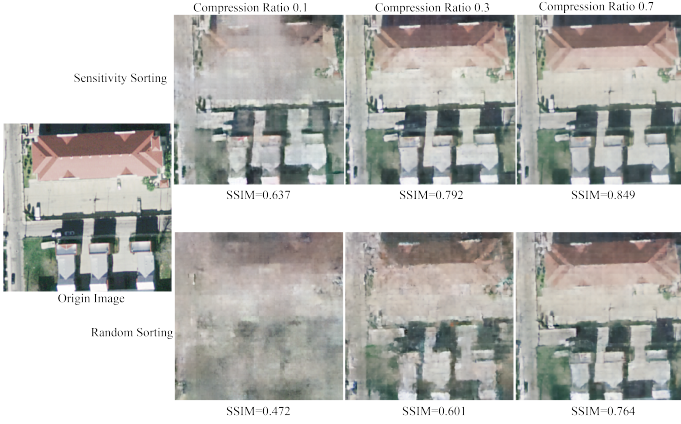 Compression Ratio 0.1 Compression Ratio 0.3 Compression Ratio 0.7
Sensitivity Sorting
SSIM=0.637 SSIM=0.792 SSIM=0.849
Origin Image
Random Sorting
SSIM=0.472 SSIM=0.601 SSIM=0.764